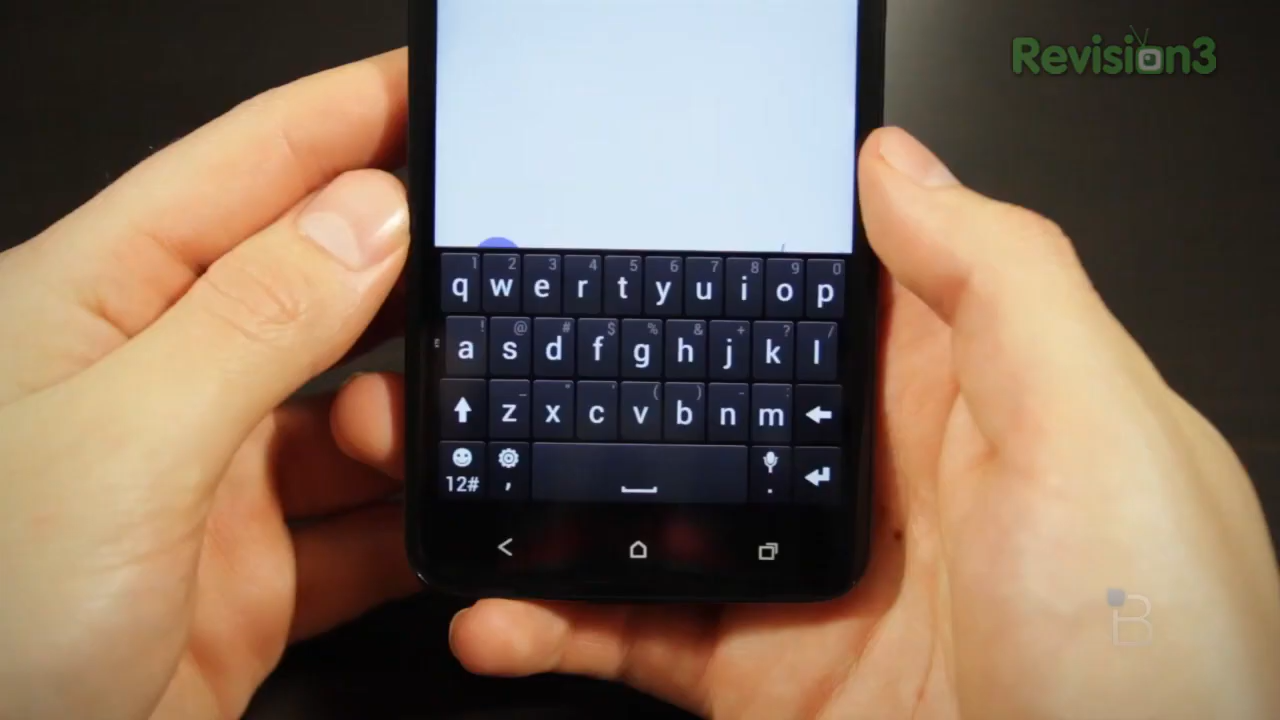 Revision3
1 2 3 4 5 6 7 8 9 0
q w e r t y u i o p
! @ # $ % & + ? /
a s d f g h j k l
_ " ' ( ) - :
z x c v b n m
12# , .
B